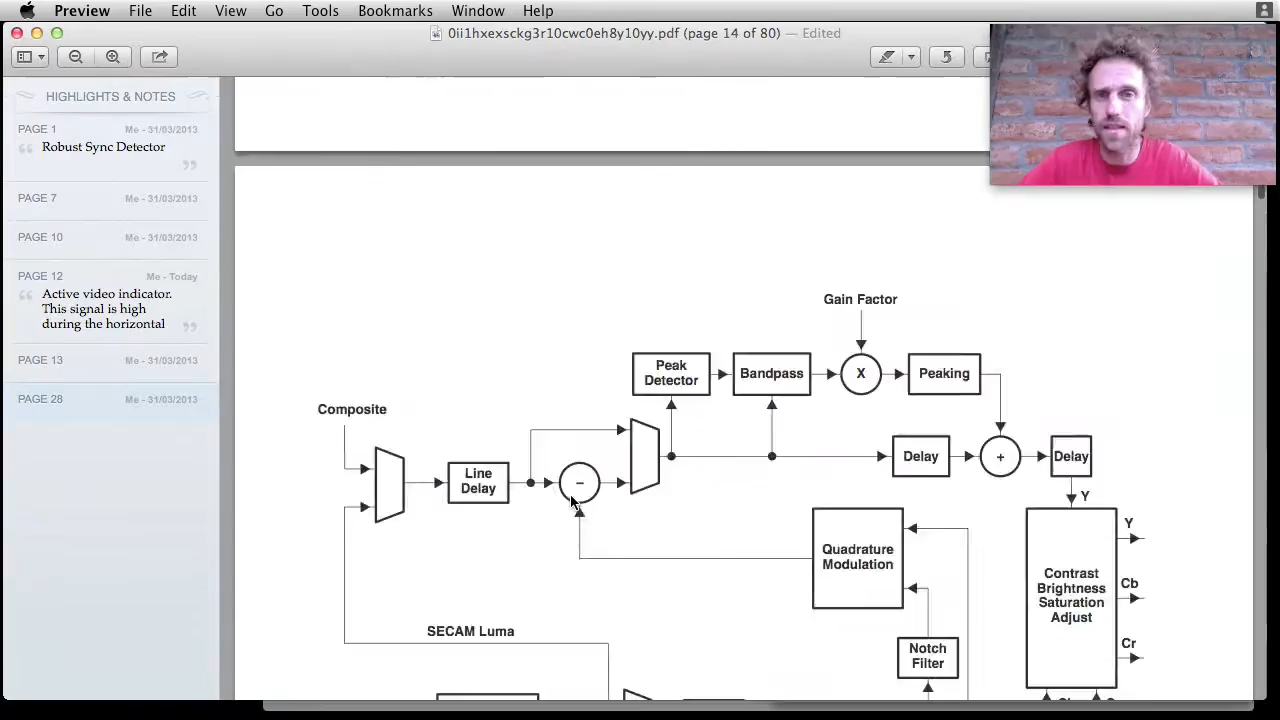 Preview File Edit View Go Tools Bookmarks Window Help
0ii1hxexsckg3r10cwc0eh8y10yy.pdf (page 14 of 80) — Edited
HIGHLIGHTS & NOTES
PAGE 1 Me - 31/03/2013
Robust Sync Detector
PAGE 7 Me - 31/03/2013
PAGE 10 Me - 31/03/2013
PAGE 12 Me - Today
Active video indicator.
This signal is high
during the horizontal
PAGE 13 Me - 31/03/2013
PAGE 28 Me - 31/03/2013
Gain Factor
Peak
Detector
Bandpass
X
Peaking
Composite
Line
Delay
−
Delay
+
Delay
Y
Quadrature
Modulation
Contrast
Brightness
Saturation
Adjust
Y
Cb
Cr
SECAM Luma
Notch
Filter